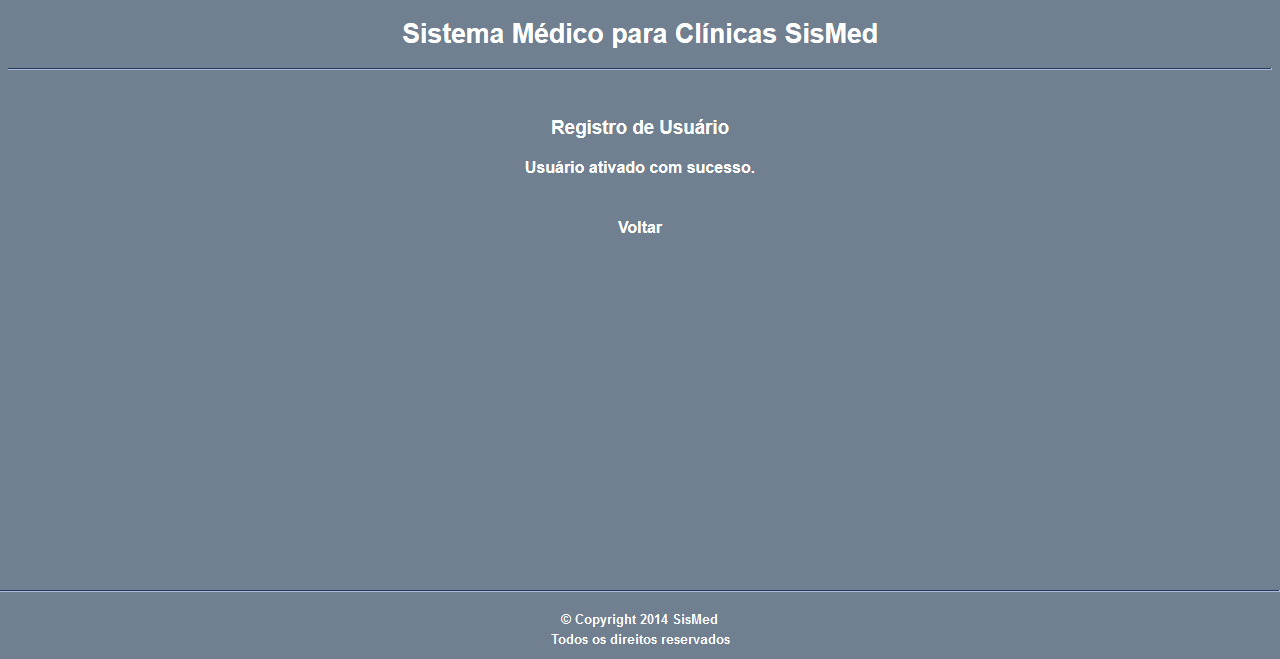 Sistema Médico para Clínicas SisMed
Registro de Usuário
Usuário ativado com sucesso.
Voltar
© Copyright 2014 SisMed
Todos os direitos reservados